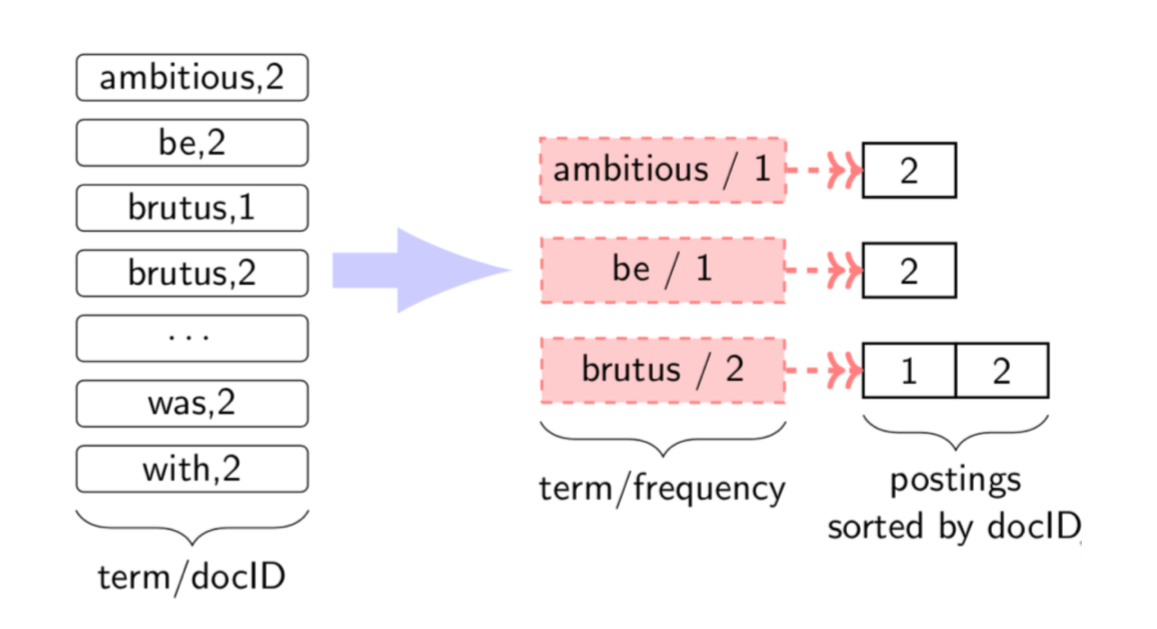 ambitious,2
be,2
brutus,1
brutus,2
...
was,2
with,2
term/docID
ambitious / 1
2
be / 1
2
brutus / 2
1 2
term/frequency
postings
sorted by docID